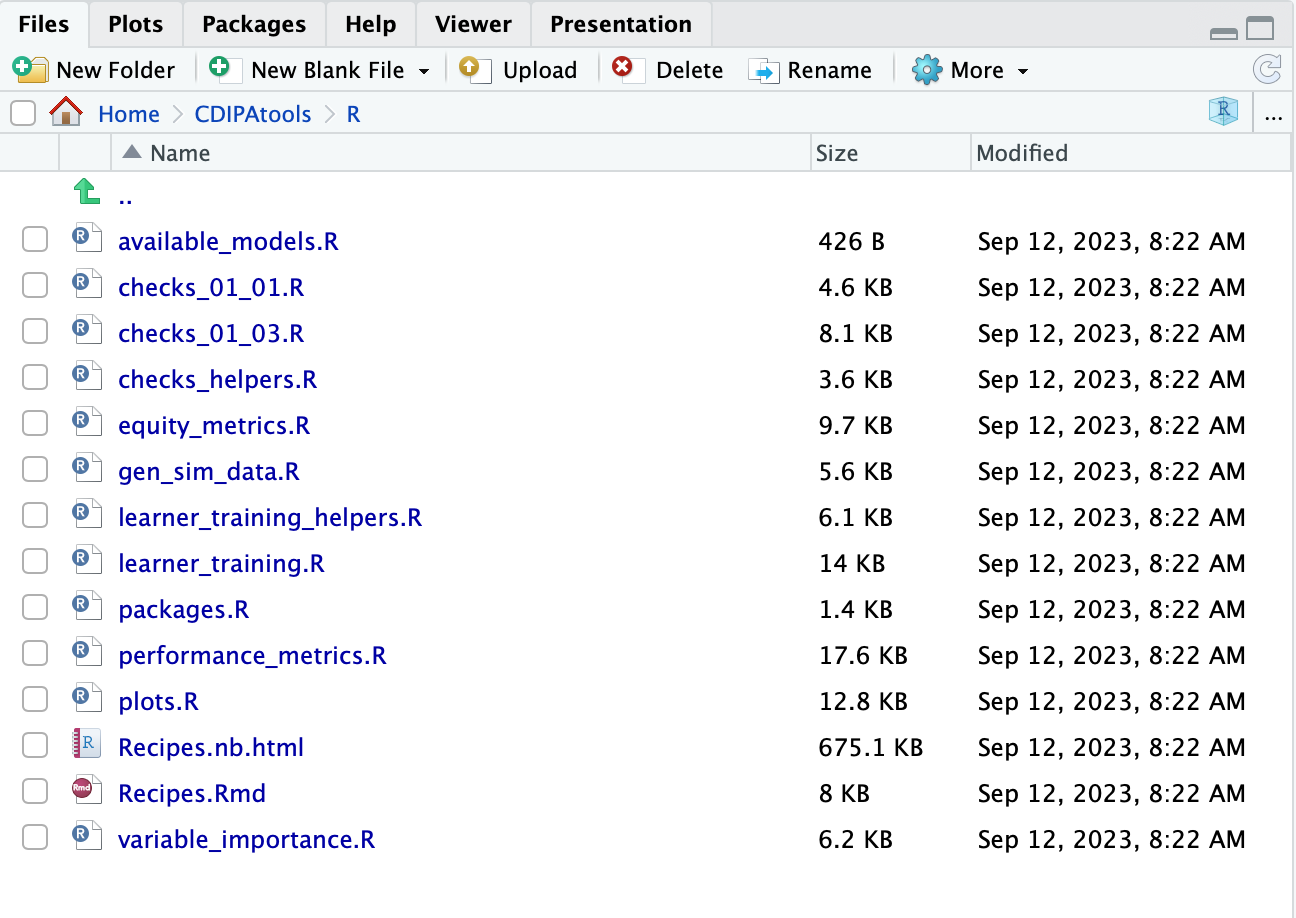 Files Plots Packages Help Viewer Presentation
New Folder New Blank File Upload Delete Rename More
Home CDIPAtools R R ...
Name Size Modified
..
R available_models.R 426 B Sep 12, 2023, 8:22 AM
R checks_01_01.R 4.6 KB Sep 12, 2023, 8:22 AM
R checks_01_03.R 8.1 KB Sep 12, 2023, 8:22 AM
R checks_helpers.R 3.6 KB Sep 12, 2023, 8:22 AM
R equity_metrics.R 9.7 KB Sep 12, 2023, 8:22 AM
R gen_sim_data.R 5.6 KB Sep 12, 2023, 8:22 AM
R learner_training_helpers.R 6.1 KB Sep 12, 2023, 8:22 AM
R learner_training.R 14 KB Sep 12, 2023, 8:22 AM
R packages.R 1.4 KB Sep 12, 2023, 8:22 AM
R performance_metrics.R 17.6 KB Sep 12, 2023, 8:22 AM
R plots.R 12.8 KB Sep 12, 2023, 8:22 AM
R Recipes.nb.html 675.1 KB Sep 12, 2023, 8:22 AM
Rmd Recipes.Rmd 8 KB Sep 12, 2023, 8:22 AM
R variable_importance.R 6.2 KB Sep 12, 2023, 8:22 AM